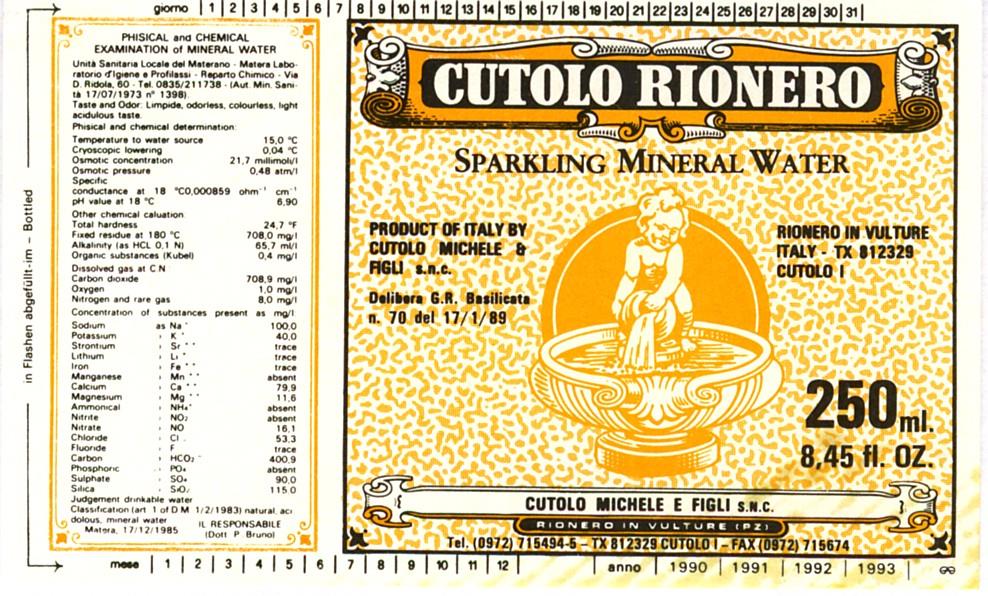 giorno | 1 | 2 | 3 | 4 | 5 | 6 | 7 | 8 | 9 | 10 | 11 | 12 | 13 | 14 | 15 | 16 | 17 | 18 | 19 | 20 | 21 | 22 | 23 | 24 | 25 | 26 | 27 | 28 | 29 | 30 | 31 |
in Flashen abgefüllt-im – Bottled
PHISICAL and CHEMICAL
EXAMINATION of MINERAL WATER
Unità Sanitaria Locale del Materano - Matera Labo-
ratorio d'Igiene e Profilassi - Reparto Chimico - Via
D. Ridola, 60 - Tel. 0835/211738 - (Aut. Min. Sani-
tà 17/07/1973 n° 1398).
Taste and Odor: Limpide, odorless, colourless, light
acidulous taste.
Phisical and chemical determination:
Temperature to water source 15,0 °C
Cryoscopic lowering 0,04 °C
Osmotic concentration 21,7 millimoli/l
Osmotic pressure 0,48 atm/l
Specific
conductance at 18 °C0,000859 ohm⁻¹ cm⁻¹
pH value at 18 °C 6,90
Other chemical caluation:
Total hardness 24,7 °F
Fixed residue at 180 °C 708,0 mg/l
Alkalinity (as HCL 0,1 N) 65,7 ml/l
Organic substances (Kubel) 0,4 mg/l
Dissolved gas at C.N.
Carbon dioxide 708,9 mg/l
Oxygen 1,0 mg/l
Nitrogen and rare gas 8,0 mg/l
Concentration of substances present as mg/l:
Sodium as Na˙ 100,0
Potassium » K˙ 40,0
Strontium » Sr˙˙ trace
Lithium » Li˙ trace
Iron » Fe˙˙ trace
Manganese » Mn˙˙ absent
Calcium » Ca˙˙ 79,9
Magnesium » Mg˙˙ 11,6
Ammonical » NH₄˙ absent
Nitrite » NO₂ absent
Nitrate » NO 16,1
Chloride » Cl 53,3
Fluoride » F trace
Carbon » HCO₂⁻ 400,9
Phosphoric » PO₄ absent
Sulphate » SO₄ 90,0
Silica » SiO₂ 115.0
Judgement drinkable water
Classification (art. 1 of D.M. 1/2/1983) natural, aci
dolous, mineral water
Matera, 17/12/1985 IL RESPONSABILE
(Dott. P. Bruno)
CUTOLO RIONERO
SPARKLING MINERAL WATER
PRODUCT OF ITALY BY
CUTOLO MICHELE &
FIGLI s.n.c.
Delibera G.R. Basilicata
n. 70 del 17/1/89
RIONERO IN VULTURE
ITALY - TX 812329
CUTOLO I
250 ml.
8,45 fl. OZ.
CUTOLO MICHELE E FIGLI S.N.C.
RIONERO IN VULTURE (PZ)
Tel. (0972) 715494-5 - TX 812329 CUTOLO I - FAX (0972) 715674
mese | 1 | 2 | 3 | 4 | 5 | 6 | 7 | 8 | 9 | 10 | 11 | 12 | anno | 1990 | 1991 | 1992 | 1993 |